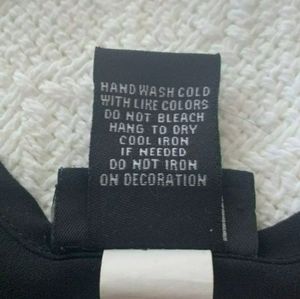 HAND WASH COLD
WITH LIKE COLORS
DO NOT BLEACH
HANG TO DRY
COOL IRON
IF NEEDED
DO NOT IRON
ON DECORATION